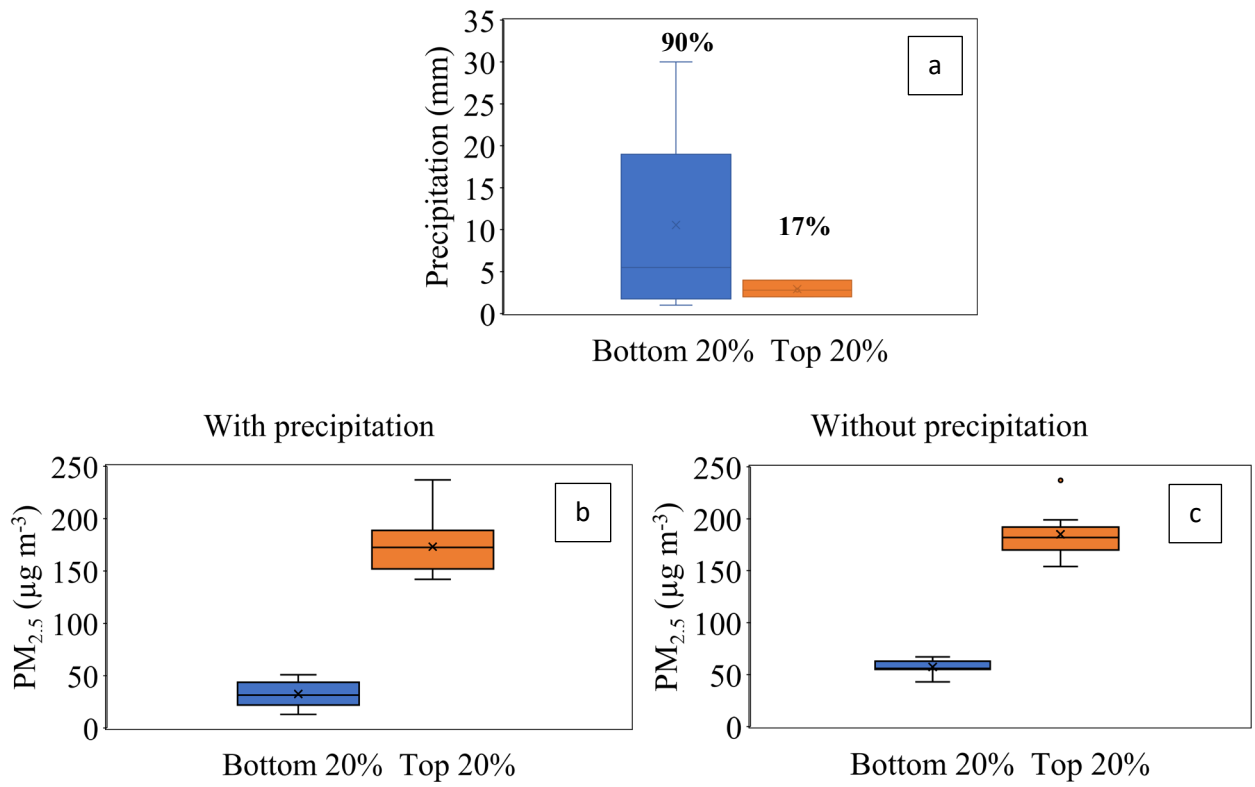 35
30
25
20
15
10
5
0
Precipitation (mm)
90%
17%
a
Bottom 20% Top 20%
With precipitation
250
200
150
100
50
0
PM2.5 (µg m-3)
b
Bottom 20% Top 20%
Without precipitation
250
200
150
100
50
0
PM2.5 (µg m-3)
c
Bottom 20% Top 20%